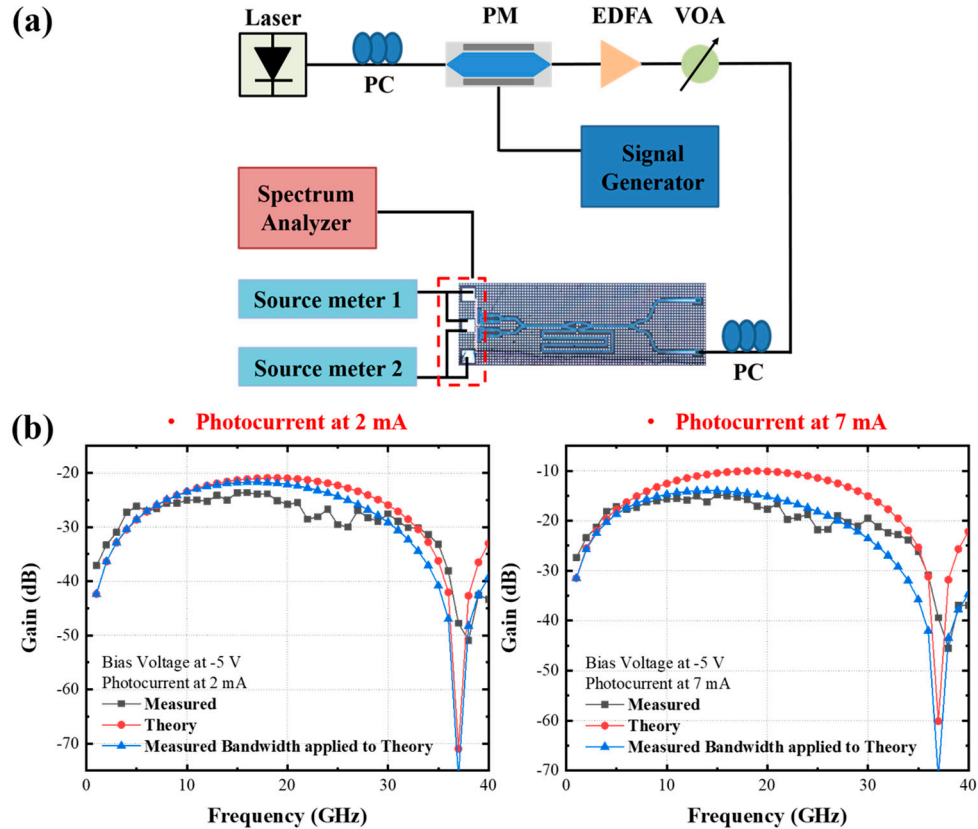 (a)
Laser
PC
PM
EDFA
VOA
Signal
Generator
Spectrum
Analyzer
Source meter 1
Source meter 2
PC
(b)
• Photocurrent at 2 mA
Gain (dB)
-20
-30
-40
-50
-60
-70
Bias Voltage at -5 V
Photocurrent at 2 mA
Measured
Theory
Measured Bandwidth applied to Theory
0 10 20 30 40
Frequency (GHz)
• Photocurrent at 7 mA
Gain (dB)
-10
-20
-30
-40
-50
-60
-70
Bias Voltage at -5 V
Photocurrent at 7 mA
Measured
Theory
Measured Bandwidth applied to Theory
0 10 20 30 40
Frequency (GHz)